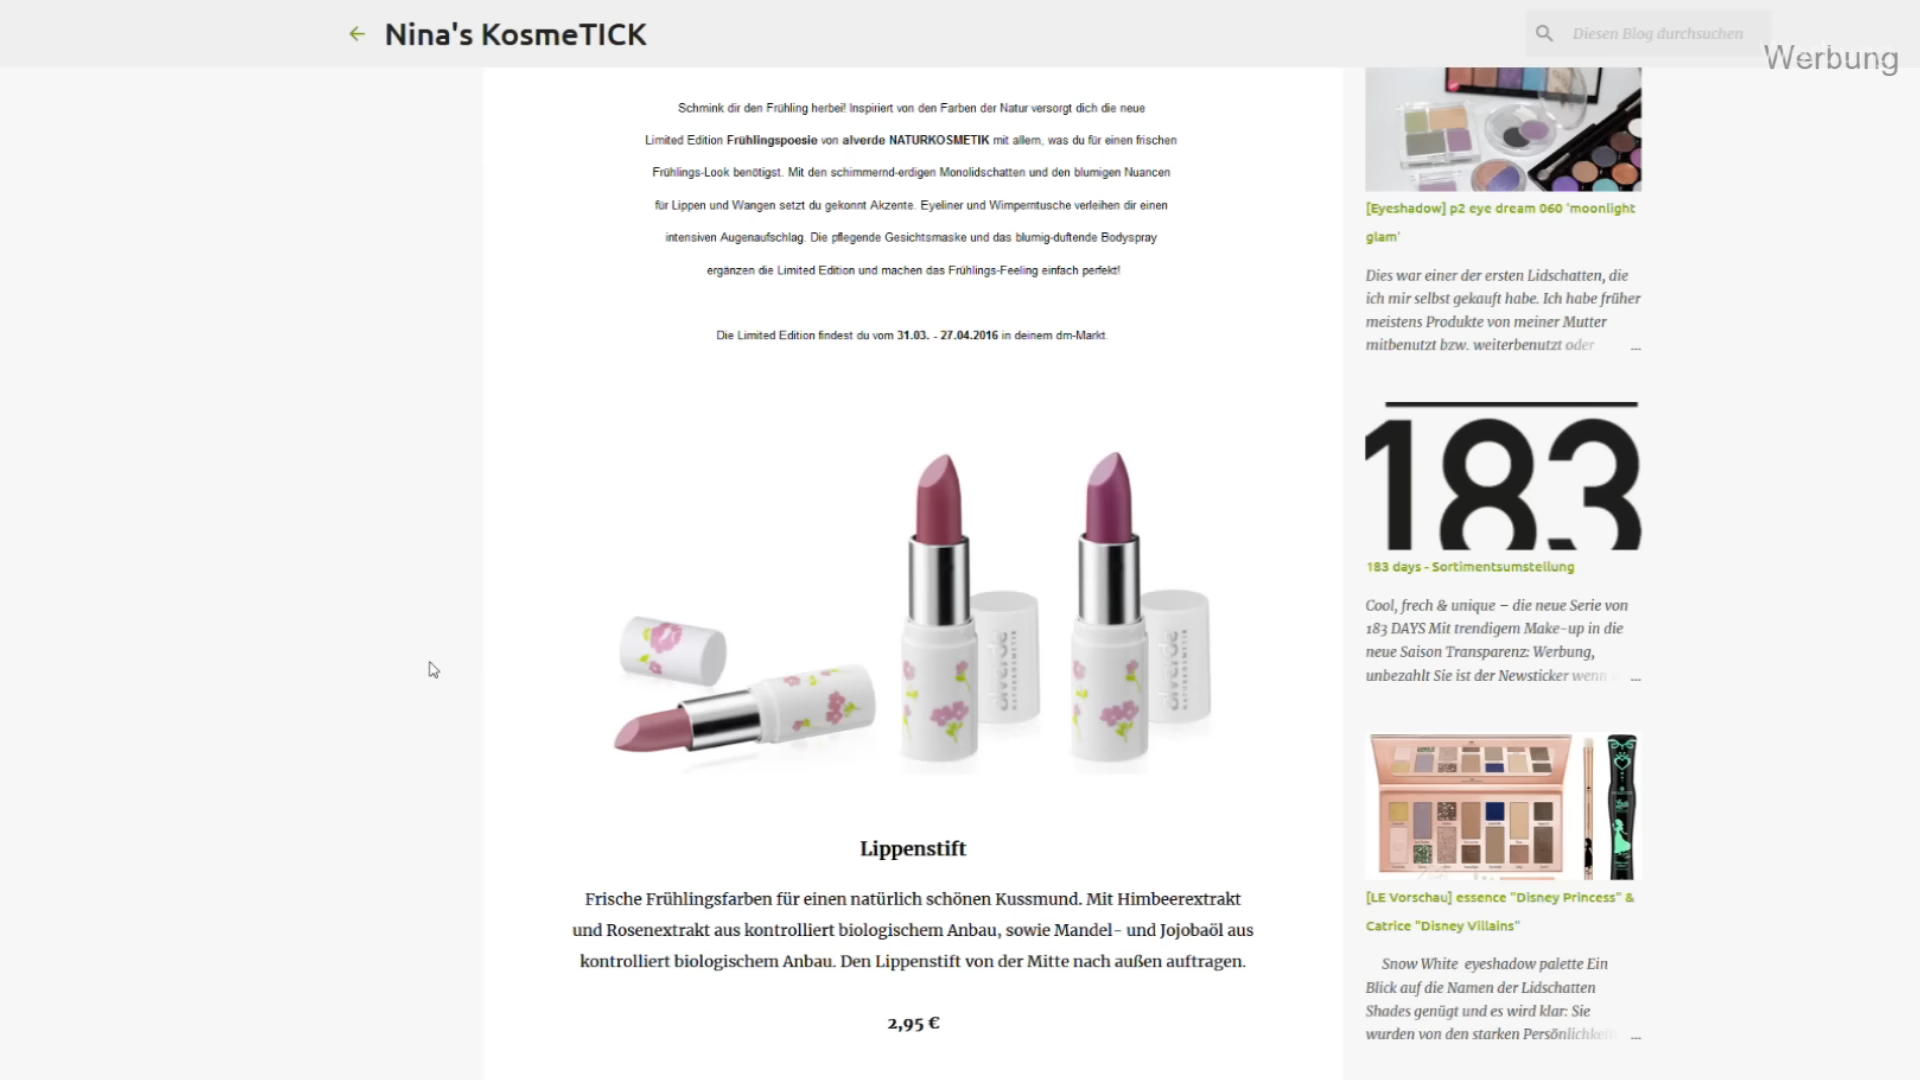 Nina's KosmeTICK
Diesen Blog durchsuchen
Werbung
Schmink dir den Frühling herbei! Inspiriert von den Farben der Natur versorgt dich die neue
Limited Edition Frühlingspoesie von alverde NATURKOSMETIK mit allem, was du für einen frischen
Frühlings-Look benötigst. Mit den schimmernd-erdigen Monolidschatten und den blumigen Nuancen
für Lippen und Wangen setzt du gekonnt Akzente. Eyeliner und Wimperntusche verleihen dir einen
intensiven Augenaufschlag. Die pflegende Gesichtsmaske und das blumig-duftende Bodyspray
ergänzen die Limited Edition und machen das Frühlings-Feeling einfach perfekt!
Die Limited Edition findest du vom 31.03. - 27.04.2016 in deinem dm-Markt.
alverde
NATURKOSMETIK
alverde
NATURKOSMETIK
Lippenstift
Frische Frühlingsfarben für einen natürlich schönen Kussmund. Mit Himbeerextrakt
und Rosenextrakt aus kontrolliert biologischem Anbau, sowie Mandel- und Jojobaöl aus
kontrolliert biologischem Anbau. Den Lippenstift von der Mitte nach außen auftragen.
2,95 €
[Eyeshadow] p2 eye dream 060 'moonlight
glam'
Dies war einer der ersten Lidschatten, die
ich mir selbst gekauft habe. Ich habe früher
meistens Produkte von meiner Mutter
mitbenutzt bzw. weiterbenutzt oder ...
183
183 days - Sortimentsumstellung
Cool, frech & unique – die neue Serie von
183 DAYS Mit trendigem Make-up in die
neue Saison Transparenz: Werbung,
unbezahlt Sie ist der Newsticker wenn ...
[LE Vorschau] essence "Disney Princess" &
Catrice "Disney Villains"
Snow White eyeshadow palette Ein
Blick auf die Namen der Lidschatten
Shades genügt und es wird klar: Sie
wurden von den starken Persönlichkeit ...